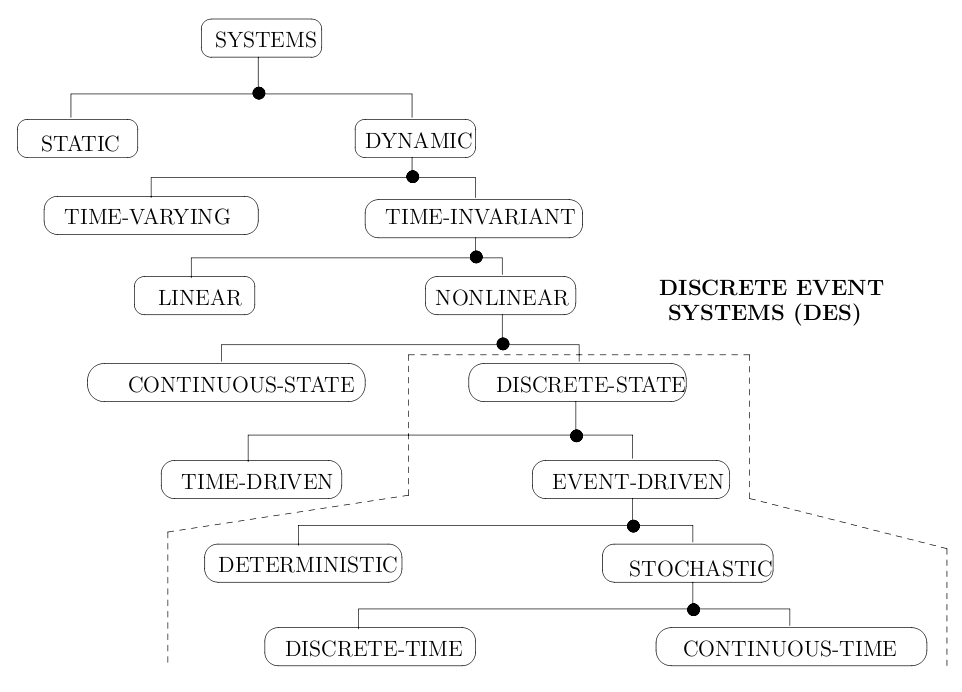 SYSTEMS
STATIC
DYNAMIC
TIME-VARYING
TIME-INVARIANT
LINEAR
NONLINEAR
DISCRETE EVENT
SYSTEMS (DES)
CONTINUOUS-STATE
DISCRETE-STATE
TIME-DRIVEN
EVENT-DRIVEN
DETERMINISTIC
STOCHASTIC
DISCRETE-TIME
CONTINUOUS-TIME